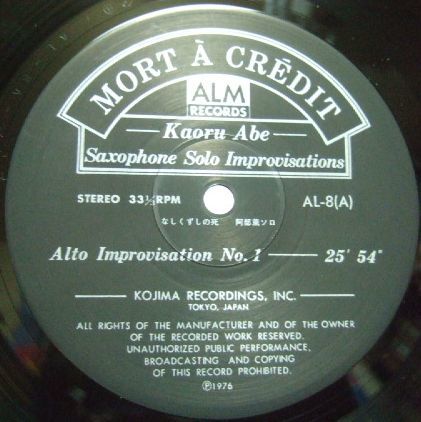 MORT À CRÉDIT
ALM
RECORDS
Kaoru Abe
Saxophone Solo Improvisations
STEREO 33⅓RPM AL-8(A)
なしくずしの死 阿部薫ソロ
Alto Improvisation No. 1 — 25' 54"
KOJIMA RECORDINGS, INC.
TOKYO, JAPAN
ALL RIGHTS OF THE MANUFACTURER AND OF THE OWNER
OF THE RECORDED WORK RESERVED.
UNAUTHORIZED PUBLIC PERFORMANCE,
BROADCASTING AND COPYING
OF THIS RECORD PROHIBITED.
Ⓟ1976